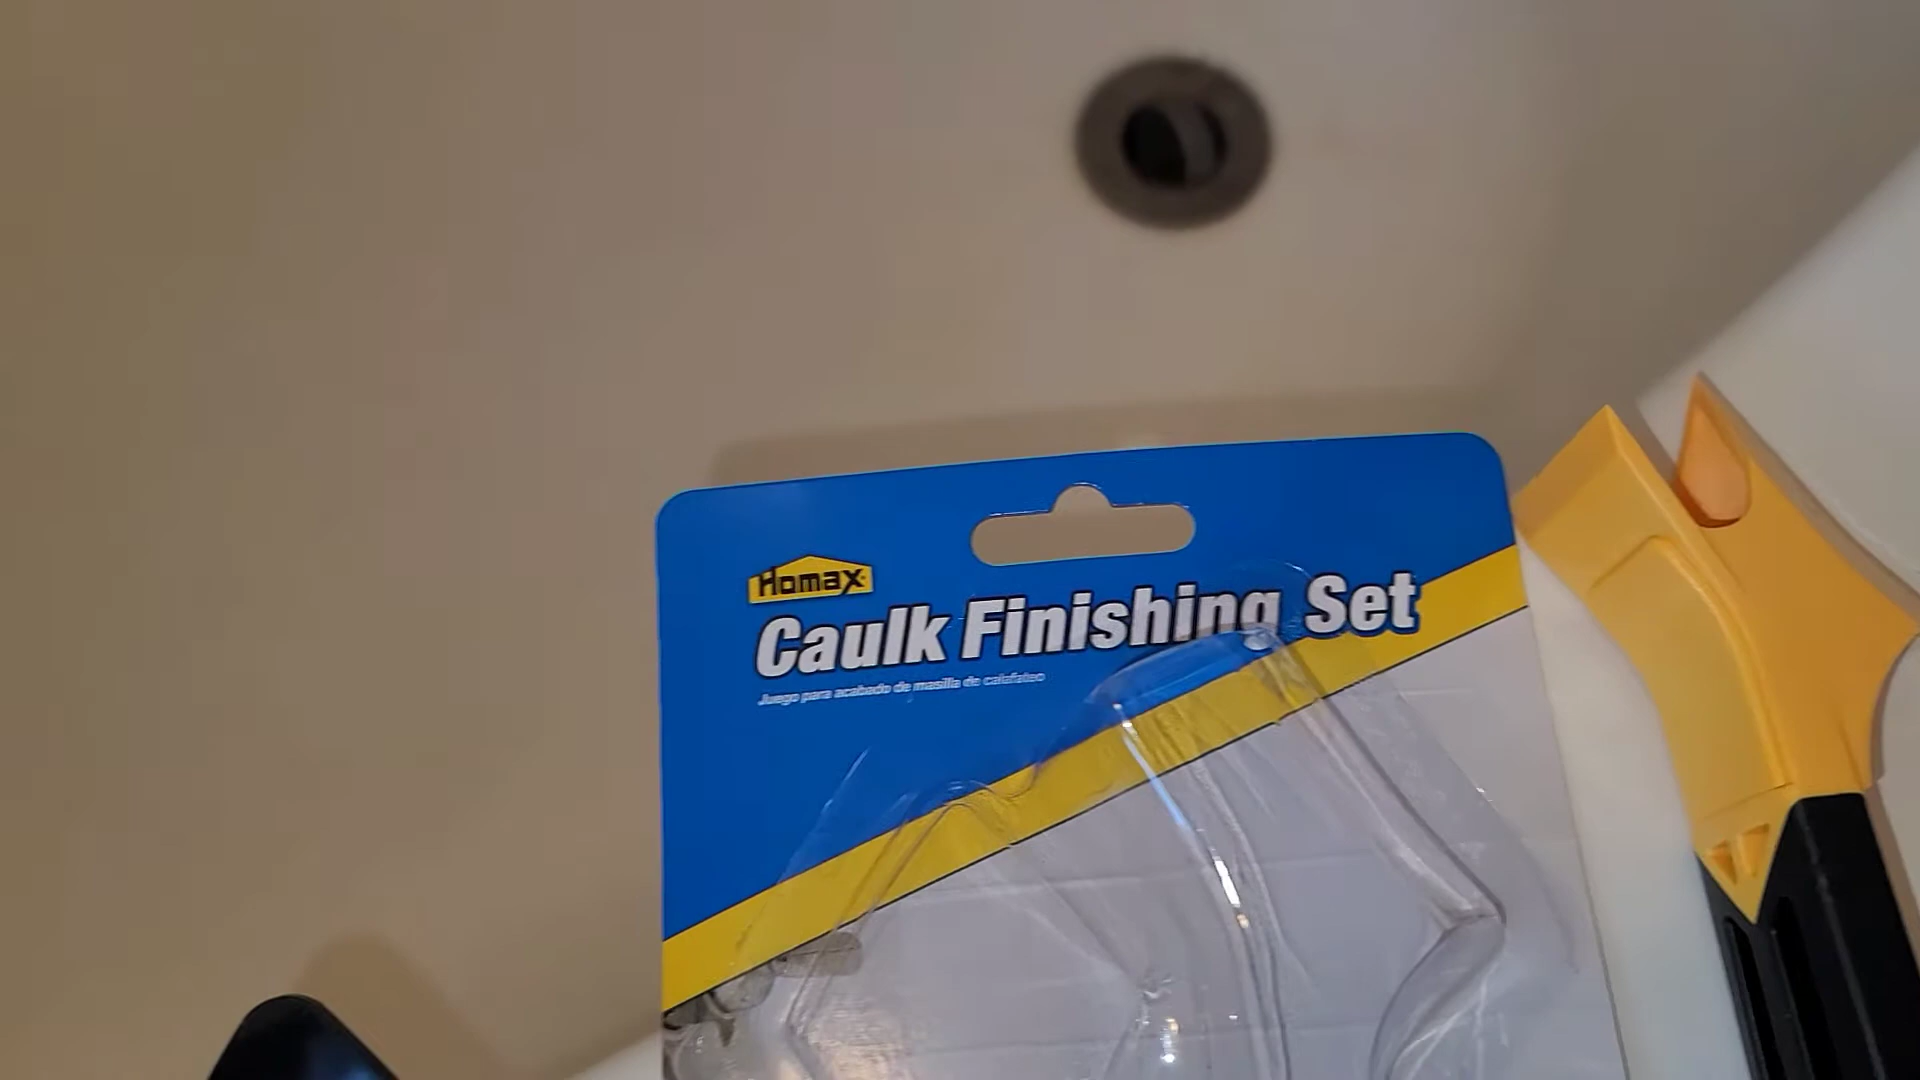 Homax
Caulk Finishing Set
Juego para acabado de masilla de calafateo